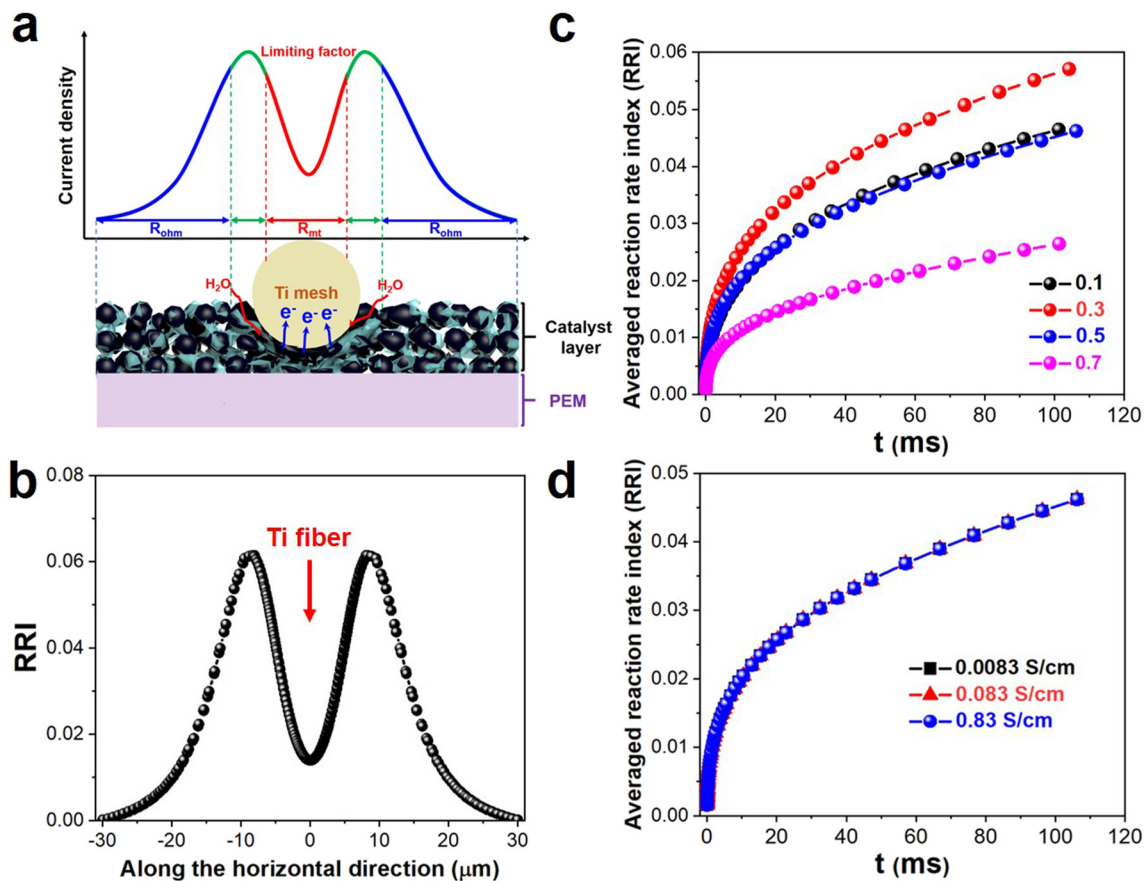 a
Limiting factor
Current density
R_ohm
R_mt
R_ohm
H₂O
H₂O
Ti mesh
e⁻ e⁻ e⁻
Catalyst
layer
PEM
b
0.08
0.06
0.04
0.02
0.00
RRI
Ti fiber
-30 -20 -10 0 10 20 30
Along the horizontal direction (μm)
c
0.06
0.05
0.04
0.03
0.02
0.01
0.00
Averaged reaction rate index (RRI)
0.1
0.3
0.5
0.7
0 20 40 60 80 100 120
t (ms)
d
0.05
0.04
0.03
0.02
0.01
0.00
Averaged reaction rate index (RRI)
0.0083 S/cm
0.083 S/cm
0.83 S/cm
0 20 40 60 80 100 120
t (ms)